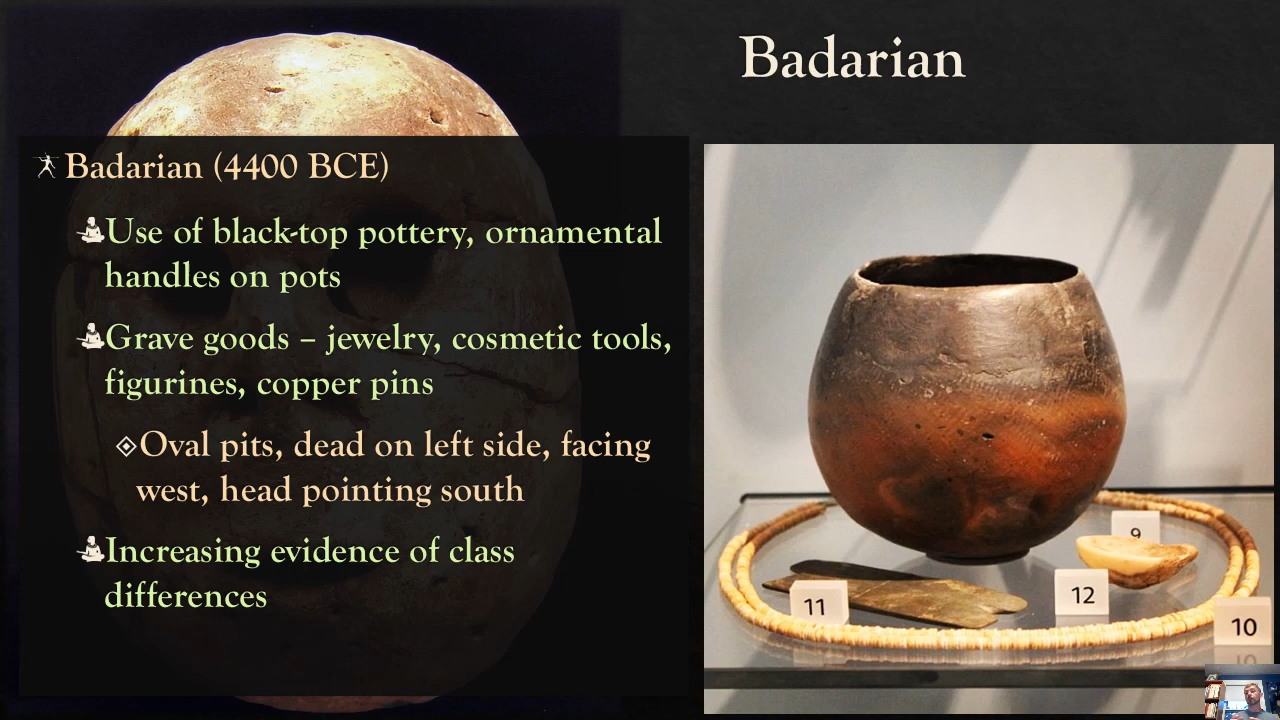 Badarian
Badarian (4400 BCE)
Use of black-top pottery, ornamental
handles on pots
Grave goods – jewelry, cosmetic tools,
figurines, copper pins
Oval pits, dead on left side, facing
west, head pointing south
Increasing evidence of class
differences
9
11
12
10